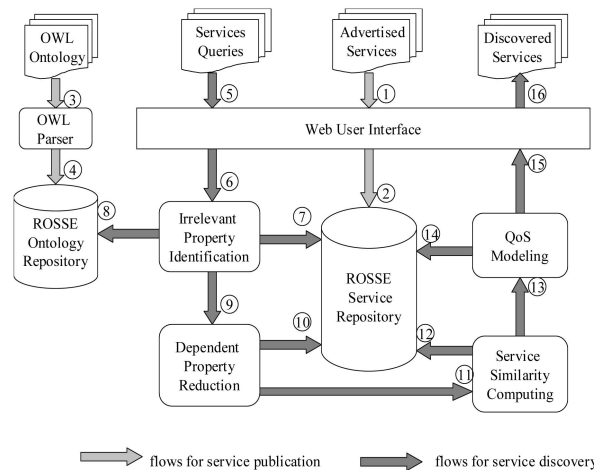 OWL
Ontology
Services
Queries
Advertised
Services
Discovered
Services
3
5
1
16
OWL
Parser
Web User Interface
4
6
2
15
ROSSE
Ontology
Repository
8
Irrelevant
Property
Identification
7
ROSSE
Service
Repository
14
QoS
Modeling
9
13
10
12
Dependent
Property
Reduction
11
Service
Similarity
Computing
flows for service publication
flows for service discovery